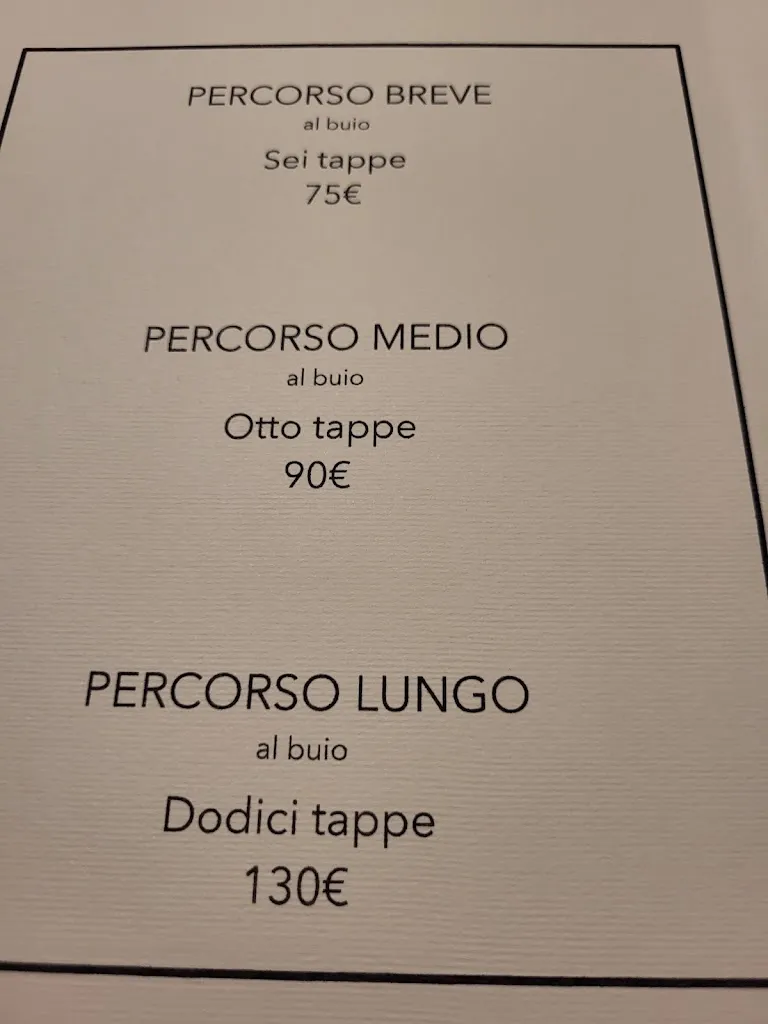 PERCORSO BREVE
al buio
Sei tappe
75€
PERCORSO MEDIO
al buio
Otto tappe
90€
PERCORSO LUNGO
al buio
Dodici tappe
130€